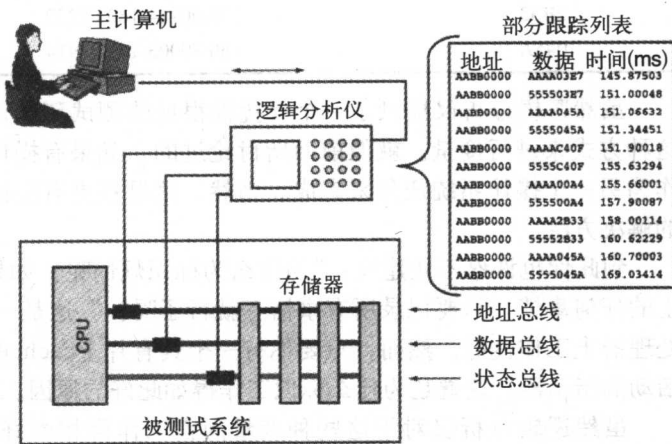 主计算机
部分跟踪列表
地址 数据 时间(ms)
AABB0000 AAAA03E7 145.87503
AABB0000 555503E7 151.00048
AABB0000 AAAA045A 151.06632
AABB0000 5555045A 151.34451
AABB0000 AAAAC40F 151.90018
AABB0000 5555C40F 155.63294
AABB0000 AAAA00A4 155.66001
AABB0000 555500A4 157.90087
AABB0000 AAAA2B33 158.00114
AABB0000 55552B33 160.62229
AABB0000 AAAA045A 160.70003
AABB0000 5555045A 169.03414
逻辑分析仪
存储器
CPU
地址总线
数据总线
状态总线
被测试系统